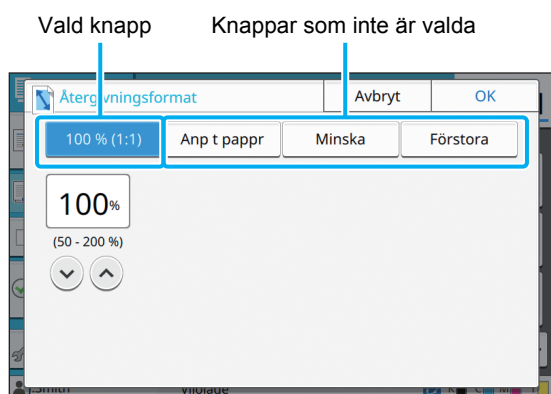 Vald knapp Knappar som inte är valda
Återgivningsformat Avbryt OK
100 % (1:1) Anp t pappr Minska Förstora
100%
(50 - 200 %)